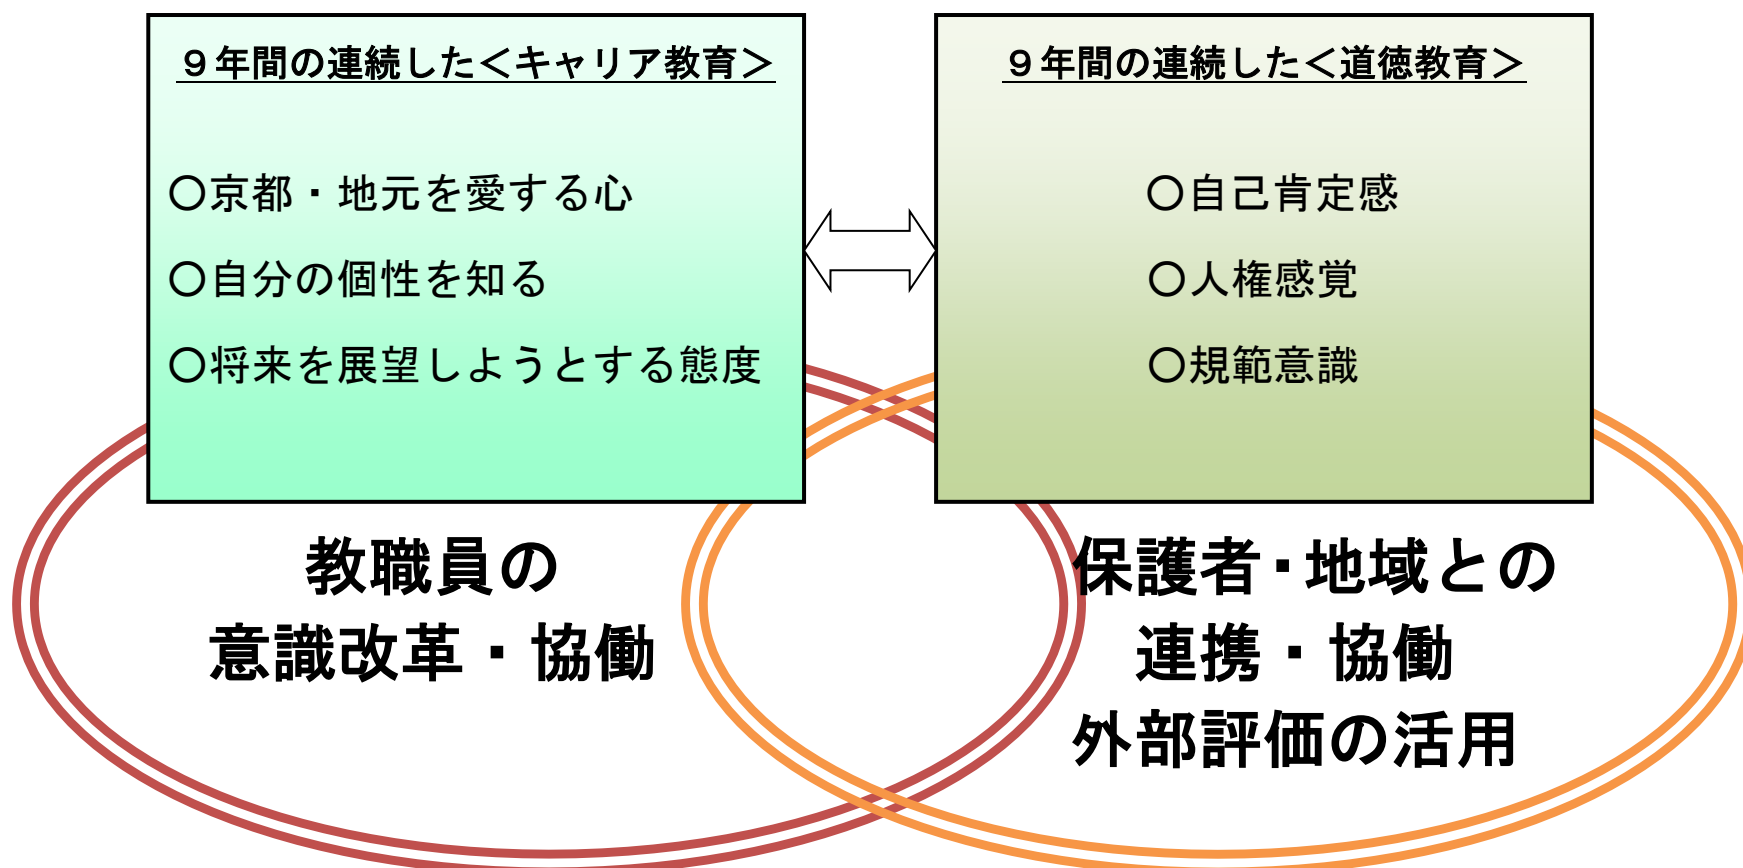 ９年間の連続した＜キャリア教育＞
○京都・地元を愛する心
○自分の個性を知る
○将来を展望しようとする態度
９年間の連続した＜道徳教育＞
○自己肯定感
○人権感覚
○規範意識
教職員の
意識改革・協働
保護者・地域との
連携・協働
外部評価の活用